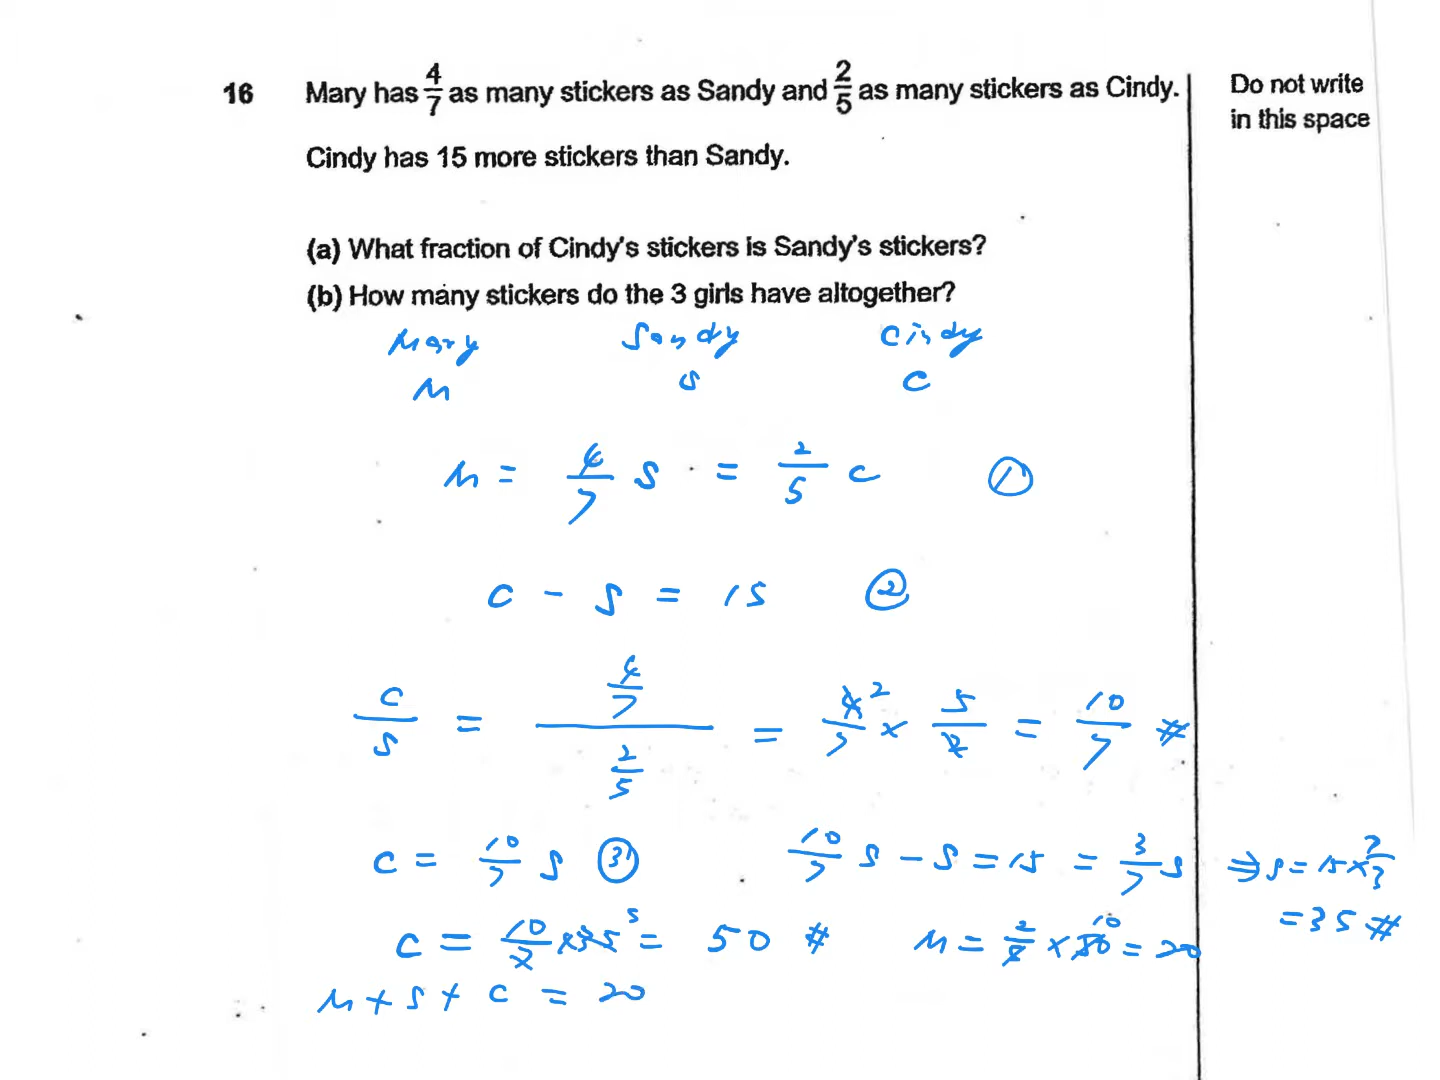 16 Mary has 4/7 as many stickers as Sandy and 2/5 as many stickers as Cindy.
Cindy has 15 more stickers than Sandy.
Do not write
in this space
(a) What fraction of Cindy's stickers is Sandy's stickers?
(b) How many stickers do the 3 girls have altogether?
Mary Sandy Cindy
M S C
M = 4/7 S = 2/5 C ①
C - S = 15 ②
C/S = (4/7)/(2/5) = 4/7 2 × 5/2 = 10/7 #
C = 10/7 S ③ 10/7 S - S = 15 = 3/7 S ⇒ S = 15 × 7/3
= 35 #
C = 10/7 × 35 5 = 50 # M = 2/5 × 50 10 = 20
M + S + C = 20